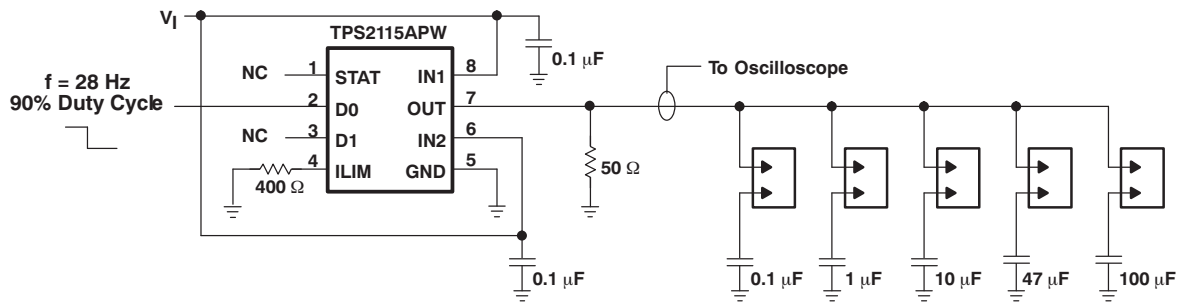 V_I
TPS2115APW
0.1 µF
f = 28 Hz
90% Duty Cycle
NC
1 STAT IN1 8
2 D0 OUT 7
To Oscilloscope
NC
3 D1 IN2 6
4 ILIM GND 5
400 Ω
50 Ω
0.1 µF
0.1 µF
1 µF
10 µF
47 µF
100 µF